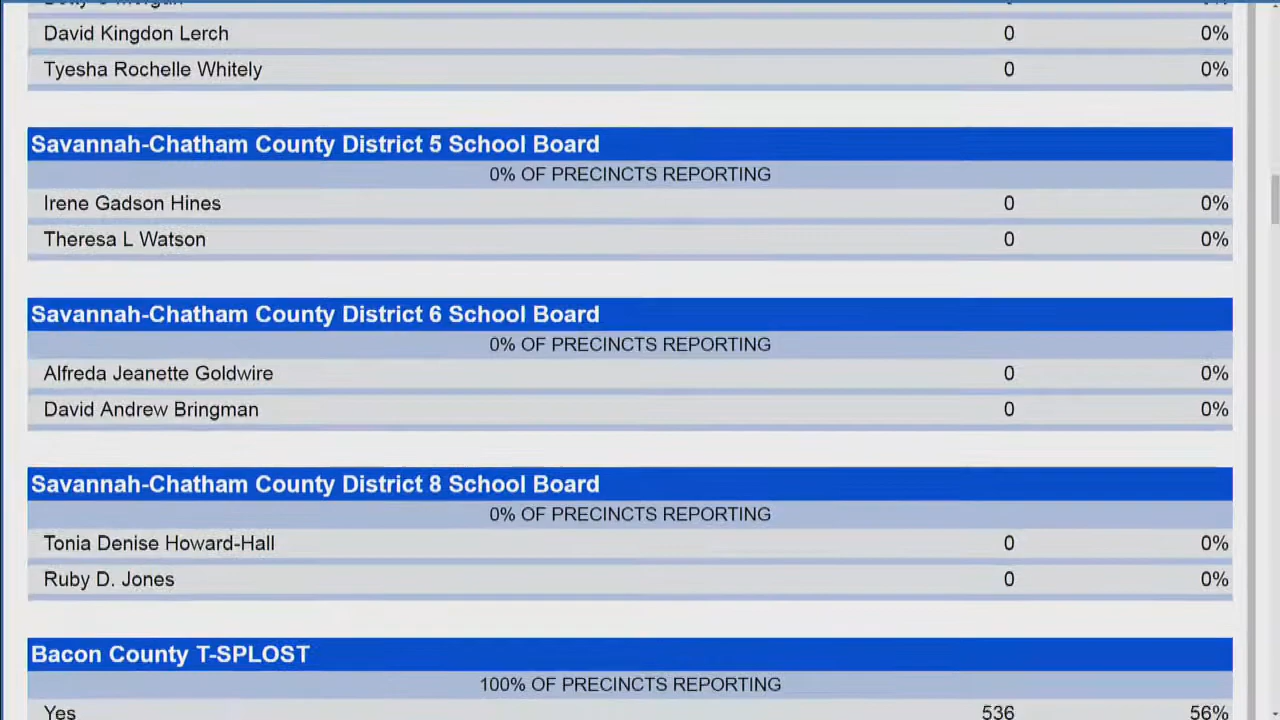 David Kingdon Lerch 0 0%
Tyesha Rochelle Whitely 0 0%
Savannah-Chatham County District 5 School Board
0% OF PRECINCTS REPORTING
Irene Gadson Hines 0 0%
Theresa L Watson 0 0%
Savannah-Chatham County District 6 School Board
0% OF PRECINCTS REPORTING
Alfreda Jeanette Goldwire 0 0%
David Andrew Bringman 0 0%
Savannah-Chatham County District 8 School Board
0% OF PRECINCTS REPORTING
Tonia Denise Howard-Hall 0 0%
Ruby D. Jones 0 0%
Bacon County T-SPLOST
100% OF PRECINCTS REPORTING
Yes 536 56%